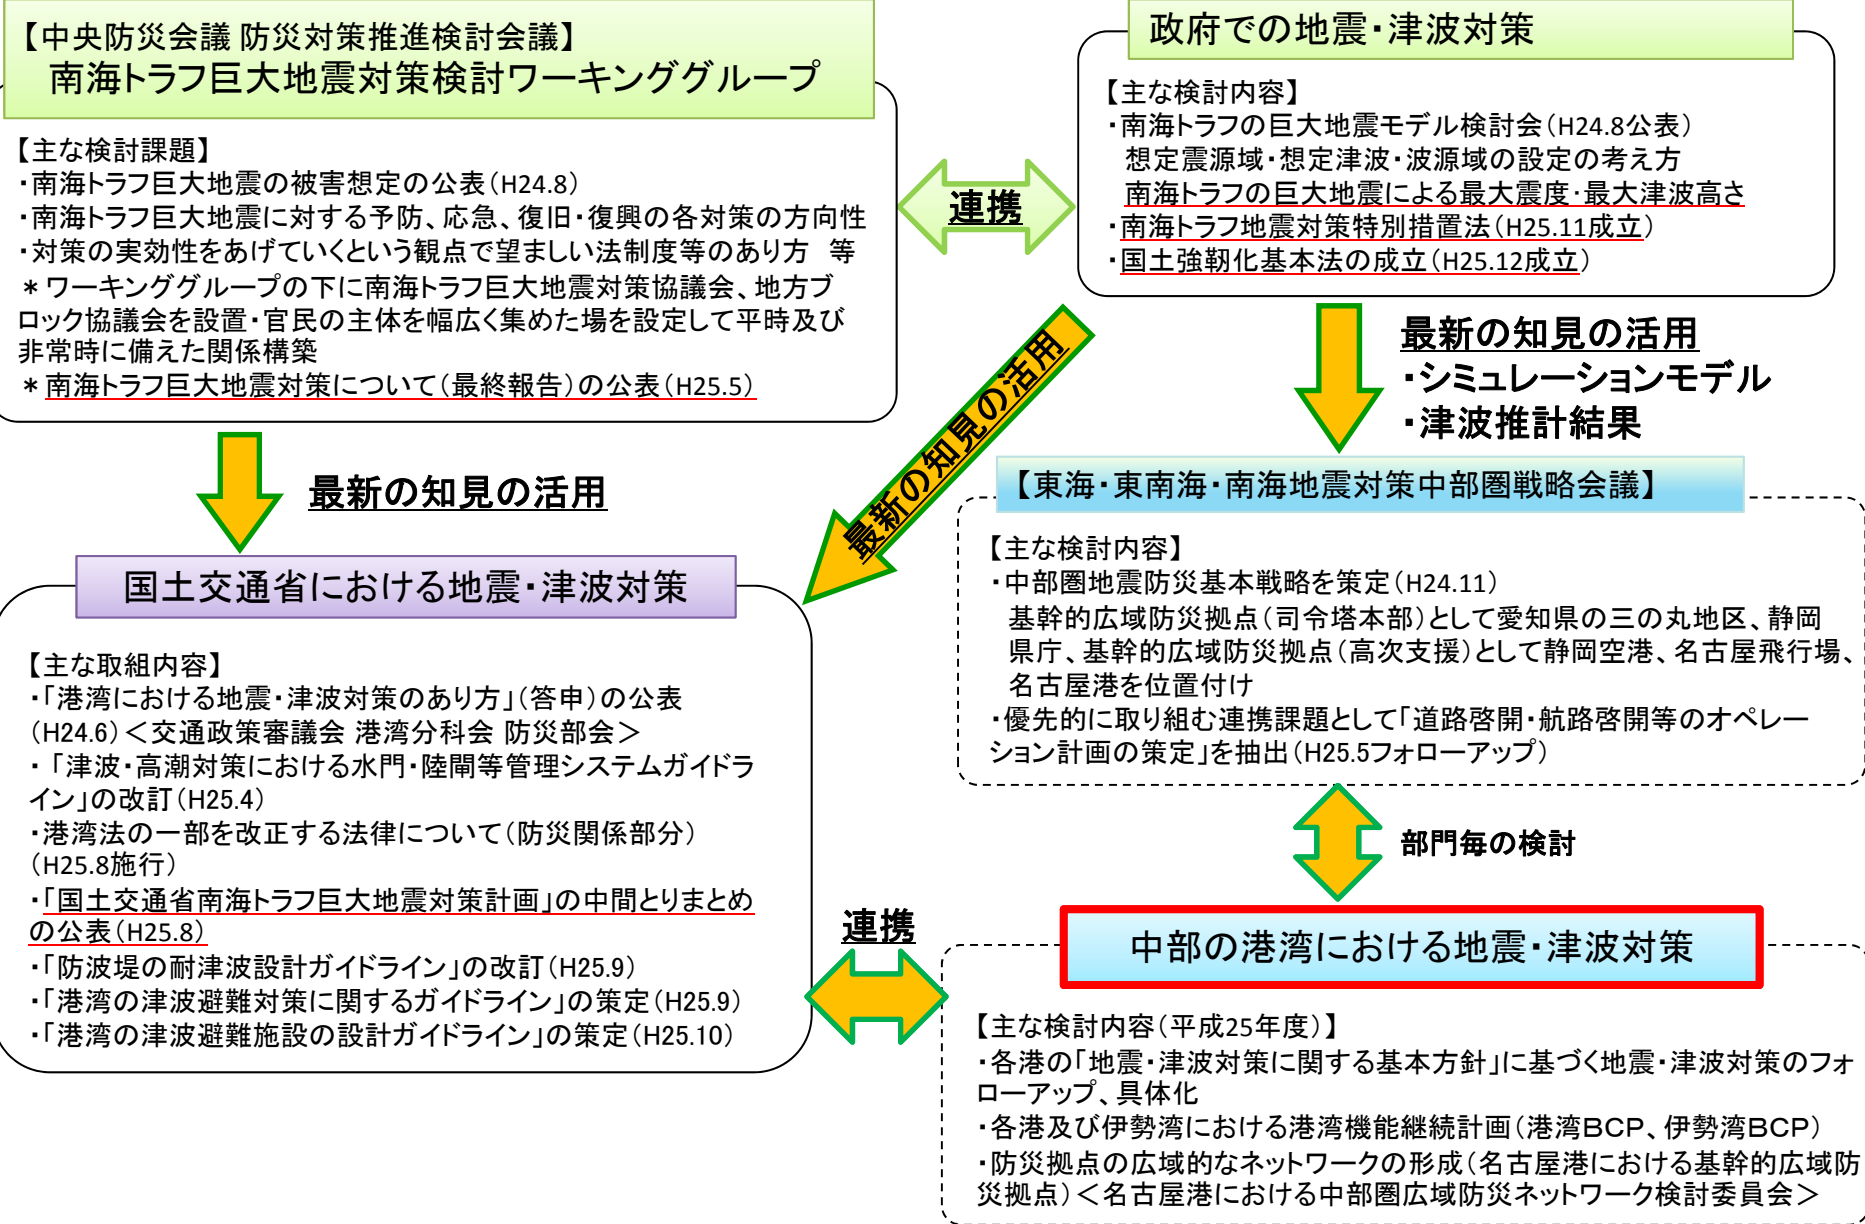 【中央防災会議 防災対策推進検討会議】
南海トラフ巨大地震対策検討ワーキンググループ
【主な検討課題】
・南海トラフ巨大地震の被害想定の公表(H24.8)
・南海トラフ巨大地震に対する予防、応急、復旧・復興の各対策の方向性
・対策の実効性をあげていくという観点で望ましい法制度等のあり方　等
＊ワーキンググループの下に南海トラフ巨大地震対策協議会、地方ブ
ロック協議会を設置・官民の主体を幅広く集めた場を設定して平時及び
非常時に備えた関係構築
＊南海トラフ巨大地震対策について(最終報告)の公表(H25.5)
連携
政府での地震・津波対策
【主な検討内容】
・南海トラフの巨大地震モデル検討会(H24.8公表)
想定震源域・想定津波・波源域の設定の考え方
南海トラフの巨大地震による最大震度・最大津波高さ
・南海トラフ地震対策特別措置法(H25.11成立)
・国土強靭化基本法の成立(H25.12成立)
最新の知見の活用
最新の知見の活用
最新の知見の活用
・シミュレーションモデル
・津波推計結果
国土交通省における地震・津波対策
【主な取組内容】
・「港湾における地震・津波対策のあり方」(答申)の公表
(H24.6)＜交通政策審議会 港湾分科会 防災部会＞
・「津波・高潮対策における水門・陸閘等管理システムガイドラ
イン」の改訂(H25.4)
・港湾法の一部を改正する法律について(防災関係部分)
(H25.8施行)
・「国土交通省南海トラフ巨大地震対策計画」の中間とりまとめ
の公表(H25.8)
・「防波堤の耐津波設計ガイドライン」の改訂(H25.9)
・「港湾の津波避難対策に関するガイドライン」の策定(H25.9)
・「港湾の津波避難施設の設計ガイドライン」の策定(H25.10)
連携
【東海・東南海・南海地震対策中部圏戦略会議】
【主な検討内容】
・中部圏地震防災基本戦略を策定(H24.11)
基幹的広域防災拠点(司令塔本部)として愛知県の三の丸地区、静岡
県庁、基幹的広域防災拠点(高次支援)として静岡空港、名古屋飛行場、
名古屋港を位置付け
・優先的に取り組む連携課題として「道路啓開・航路啓開等のオペレー
ション計画の策定」を抽出(H25.5フォローアップ)
部門毎の検討
中部の港湾における地震・津波対策
【主な検討内容(平成25年度)】
・各港の「地震・津波対策に関する基本方針」に基づく地震・津波対策のフォ
ローアップ、具体化
・各港及び伊勢湾における港湾機能継続計画(港湾BCP、伊勢湾BCP)
・防災拠点の広域的なネットワークの形成(名古屋港における基幹的広域防
災拠点)＜名古屋港における中部圏広域防災ネットワーク検討委員会＞